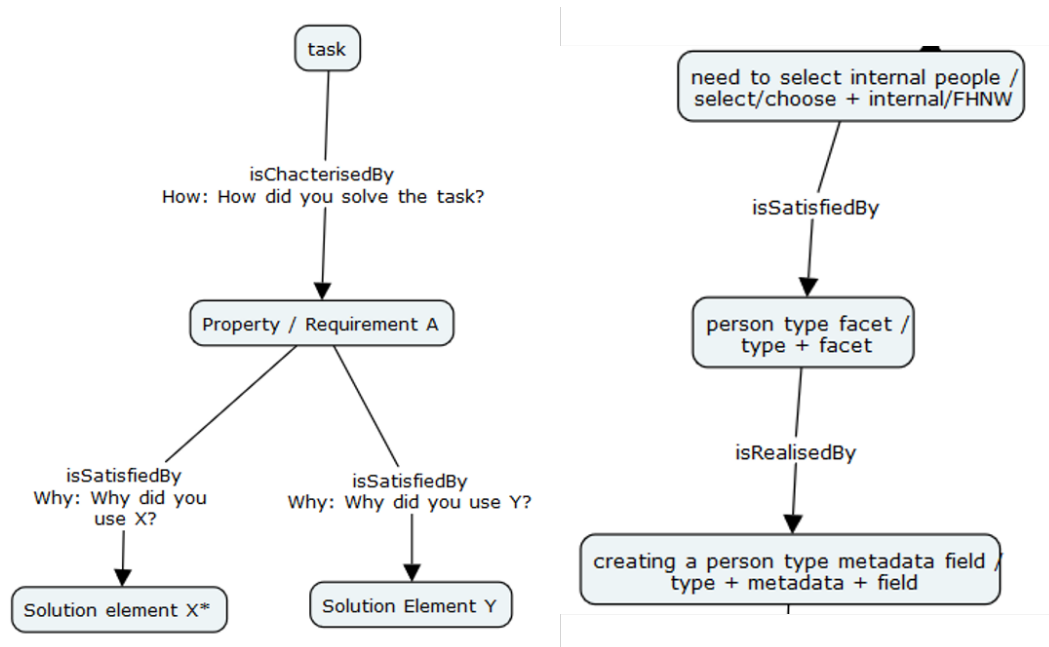 task
isChacterisedBy
How: How did you solve the task?
Property / Requirement A
isSatisfiedBy
Why: Why did you
use X?
isSatisfiedBy
Why: Why did you use Y?
Solution element X*
Solution Element Y
need to select internal people /
select/choose + internal/FHNW
isSatisfiedBy
person type facet /
type + facet
isRealisedBy
creating a person type metadata field /
type + metadata + field